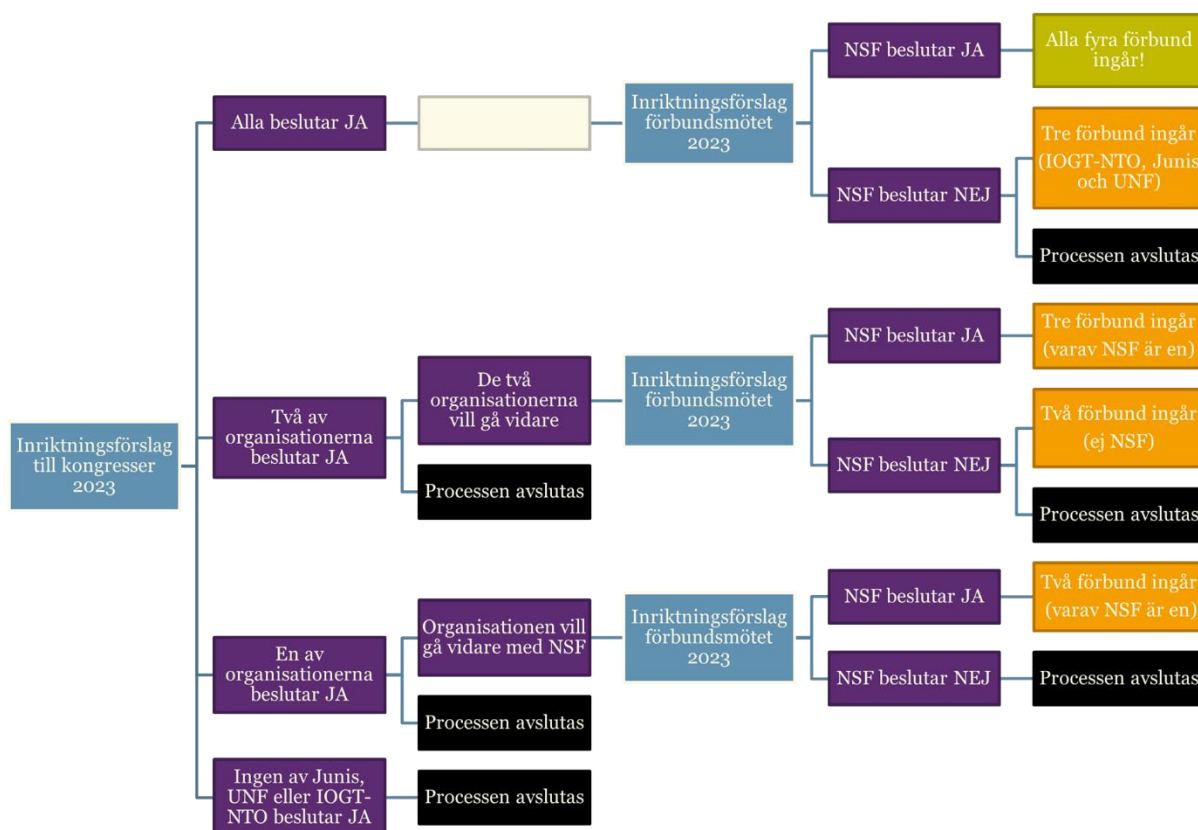 Inriktningsförslag
till kongresser
2023
Alla beslutar JA
Inriktningsförslag
förbundsmötet
2023
NSF beslutar JA
Alla fyra förbund
ingår!
NSF beslutar NEJ
Tre förbund ingår
(IOGT-NTO, Junis
och UNF)
Processen avslutas
Två av
organisationerna
beslutar JA
De två
organisationerna
vill gå vidare
Inriktningsförslag
förbundsmötet
2023
NSF beslutar JA
Tre förbund ingår
(varav NSF är en)
NSF beslutar NEJ
Två förbund ingår
(ej NSF)
Processen avslutas
Processen avslutas
En av
organisationerna
beslutar JA
Organisationen vill
gå vidare med NSF
Inriktningsförslag
förbundsmötet
2023
NSF beslutar JA
Två förbund ingår
(varav NSF är en)
NSF beslutar NEJ
Processen avslutas
Processen avslutas
Ingen av Junis,
UNF eller IOGT-
NTO beslutar JA
Processen avslutas